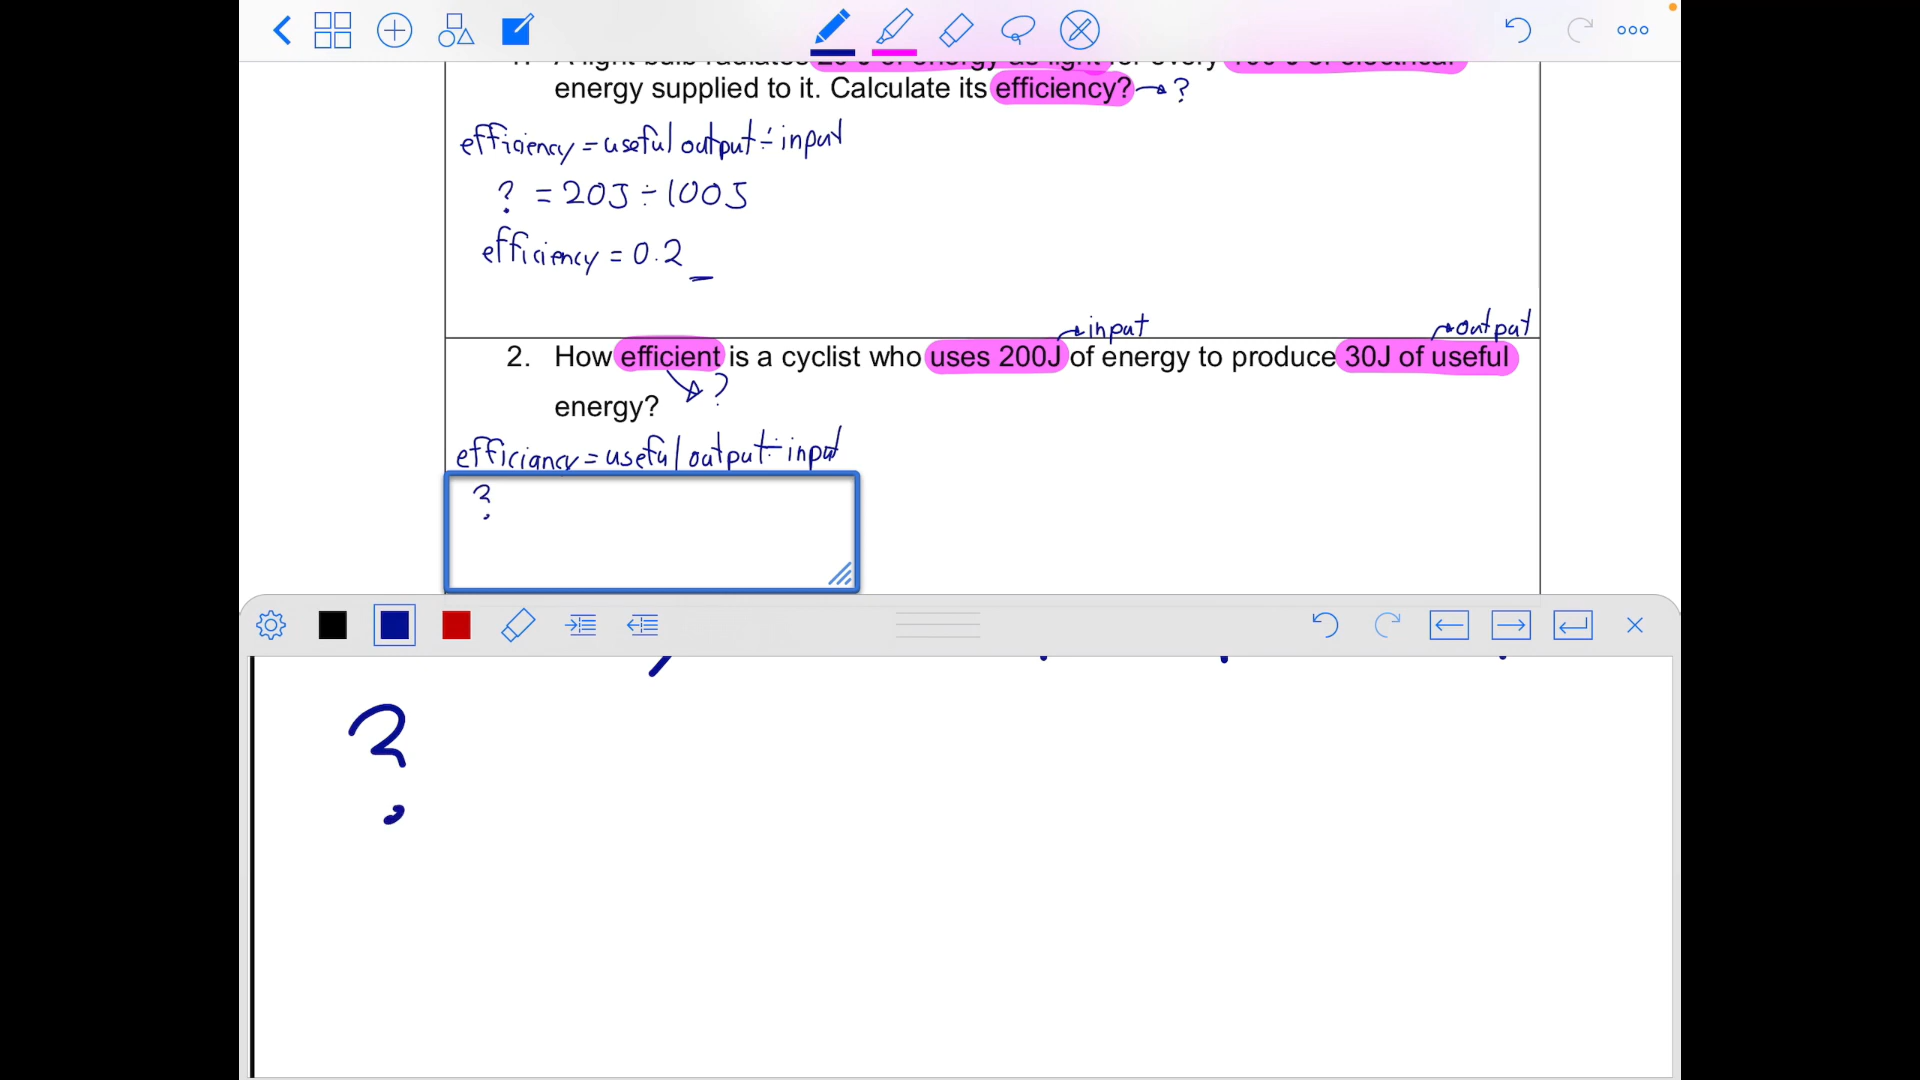 energy supplied to it. Calculate its efficiency? → ?
efficiency = useful output ÷ input
? = 20J ÷ 100J
efficiency = 0.2
input
output
2. How efficient is a cyclist who uses 200J of energy to produce 30J of useful
?
energy?
efficiancy = useful output ÷ input
?
?